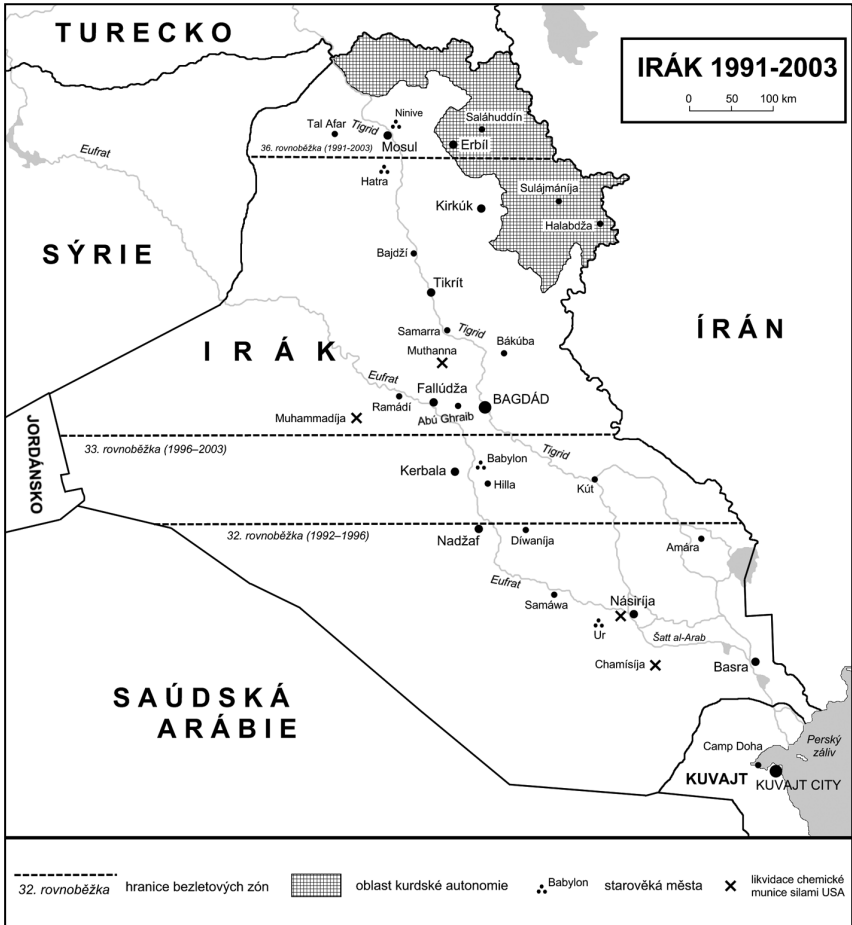 TURECKO
IRÁK 1991-2003
0 50 100 km
Ninive
Saláhuddín
Tal Afar
Tigrid
Mosul
Erbíl
Eufrat
36. rovnoběžka (1991-2003)
Hatra
Sulájmáníja
Kirkúk
Halabdža
SÝRIE
Bajdží
Tikrít
ÍRÁN
Samarra
Tigrid
IRÁK
Muthanna
Bákúba
Eufrat
Fallúdža
Ramádí
BAGDÁD
Muhammadíja
Abú Ghraib
JORDÁNSKO
33. rovnoběžka (1996–2003)
Tigrid
Babylon
Kerbala
Hilla
Kút
32. rovnoběžka (1992–1996)
Nadžaf
Díwaníja
Amára
Eufrat
Samáwa
Násiríja
Ur
Šatt al-Arab
Chamísíja
Basra
SAÚDSKÁ
ARÁBIE
Camp Doha
Perský
záliv
KUVAJT
KUVAJT CITY
32. rovnoběžka
hranice bezletových zón
oblast kurdské autonomie
Babylon
starověká města
likvidace chemické
munice silami USA